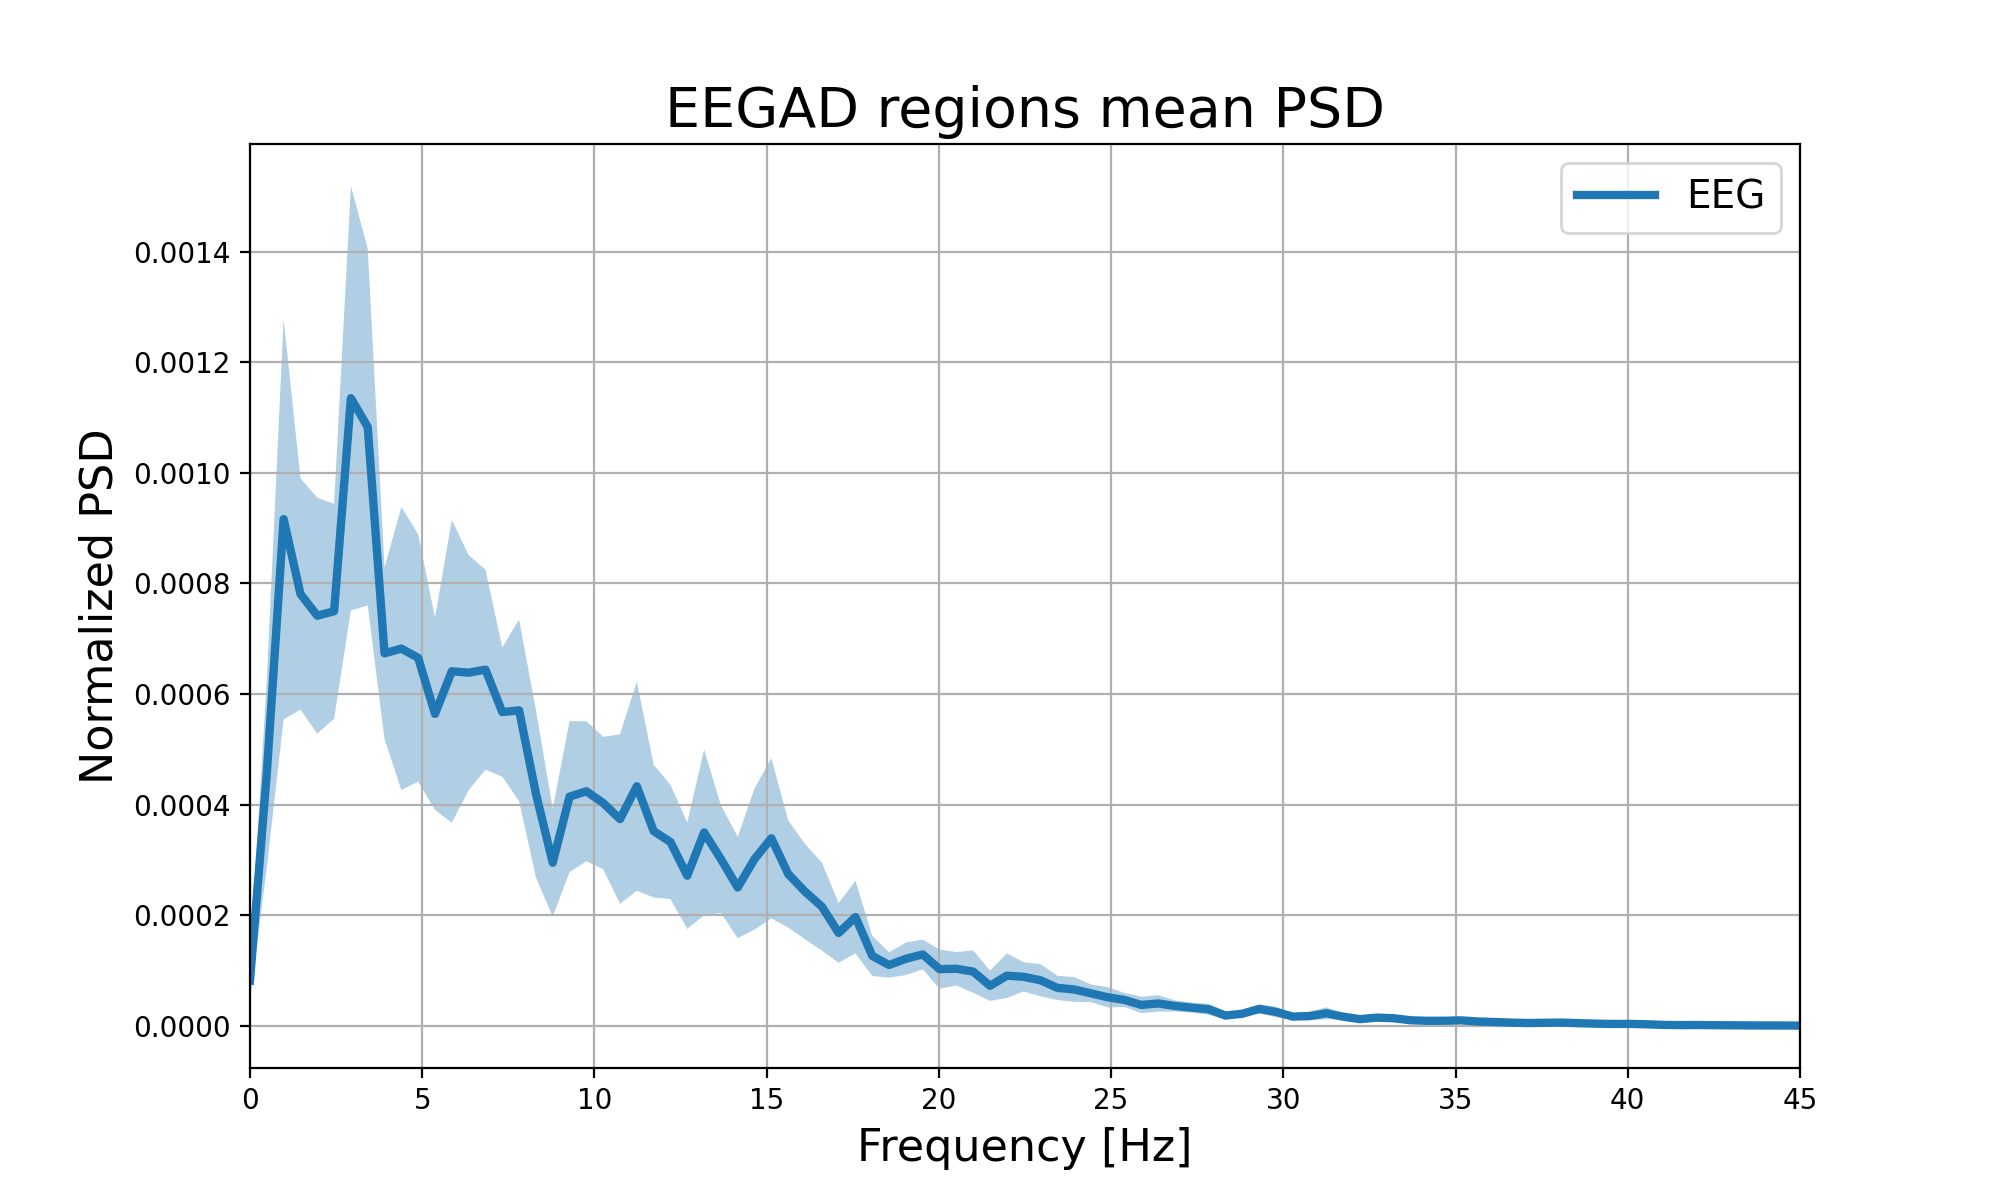 EEGAD regions mean PSD
EEG
Normalized PSD
0.0014
0.0012
0.0010
0.0008
0.0006
0.0004
0.0002
0.0000
0 5 10 15 20 25 30 35 40 45
Frequency [Hz]